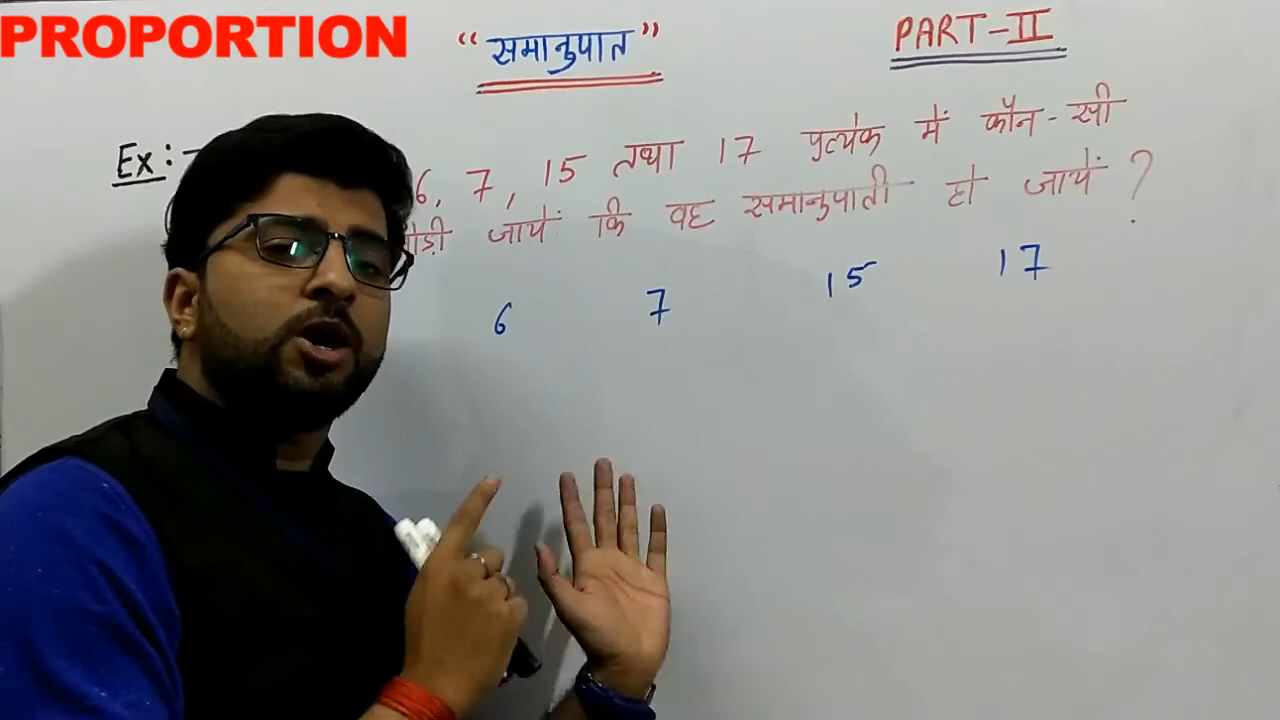 PROPORTION
“समानुपात”
PART-II
Ex:-
6, 7, 15 तथा 17 प्रत्येक में कौन-सी
जायें कि वह समानुपाती हो जायें ?
6 7 15 17